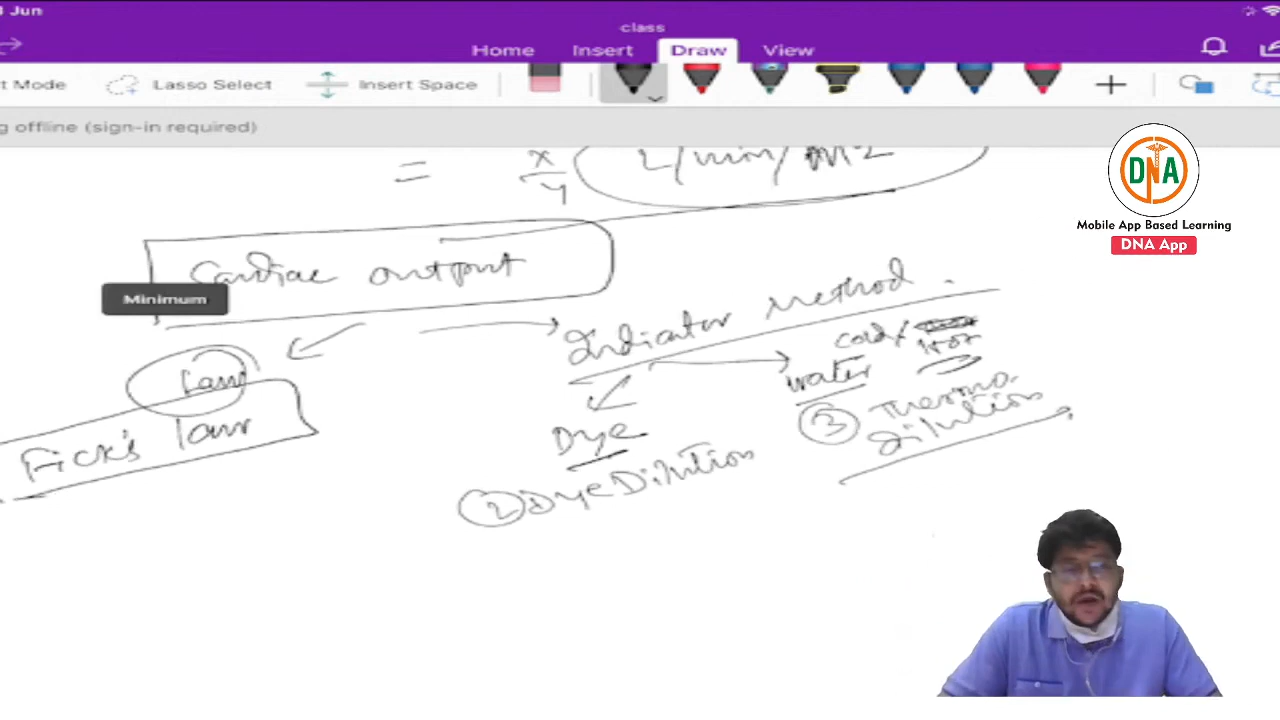 Jun
class
Home Insert Draw View
t Mode Lasso Select Insert Space
g offline (sign-in required)
DNA
Mobile App Based Learning
DNA App
= x/y L/min/m2
Cardiac output
Minimum
Indicator Method.
Law
Fick's law
cold/Hot
water
Dye
② Dye Dilution
③ Thermo-
dilution